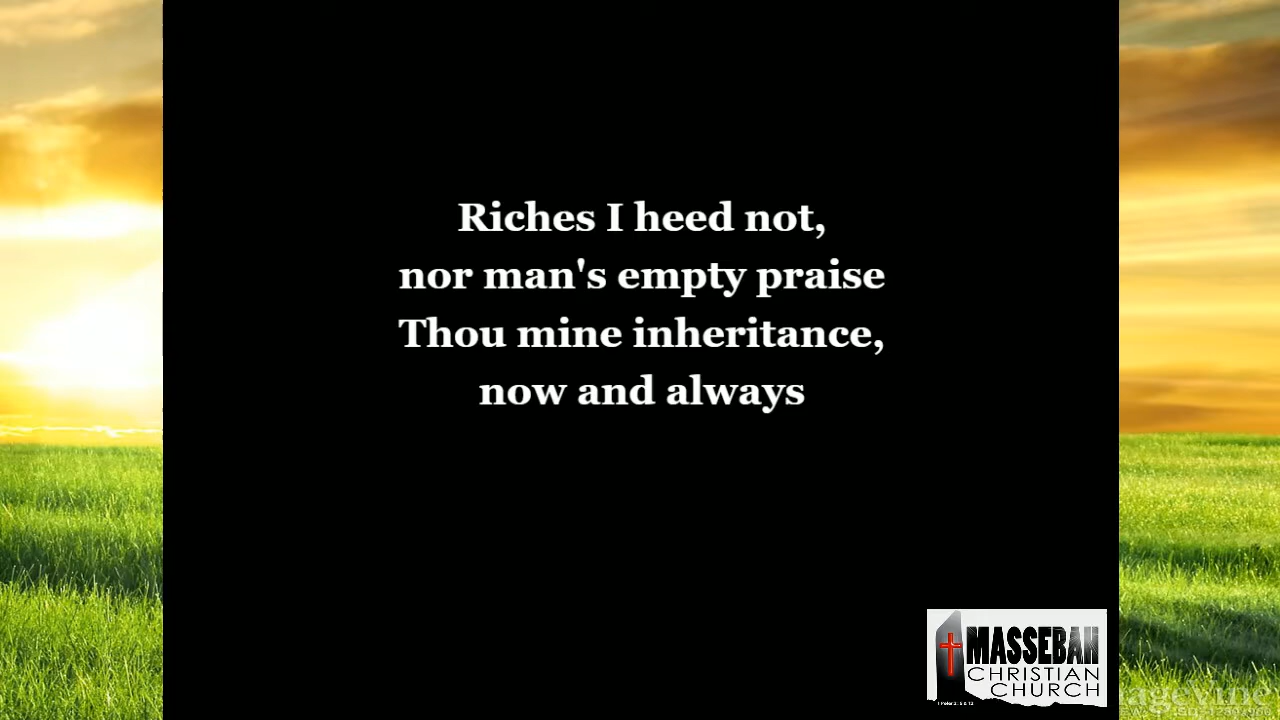 Riches I heed not,
nor man's empty praise
Thou mine inheritance,
now and always
MASSEBAH
CHRISTIAN
CHURCH